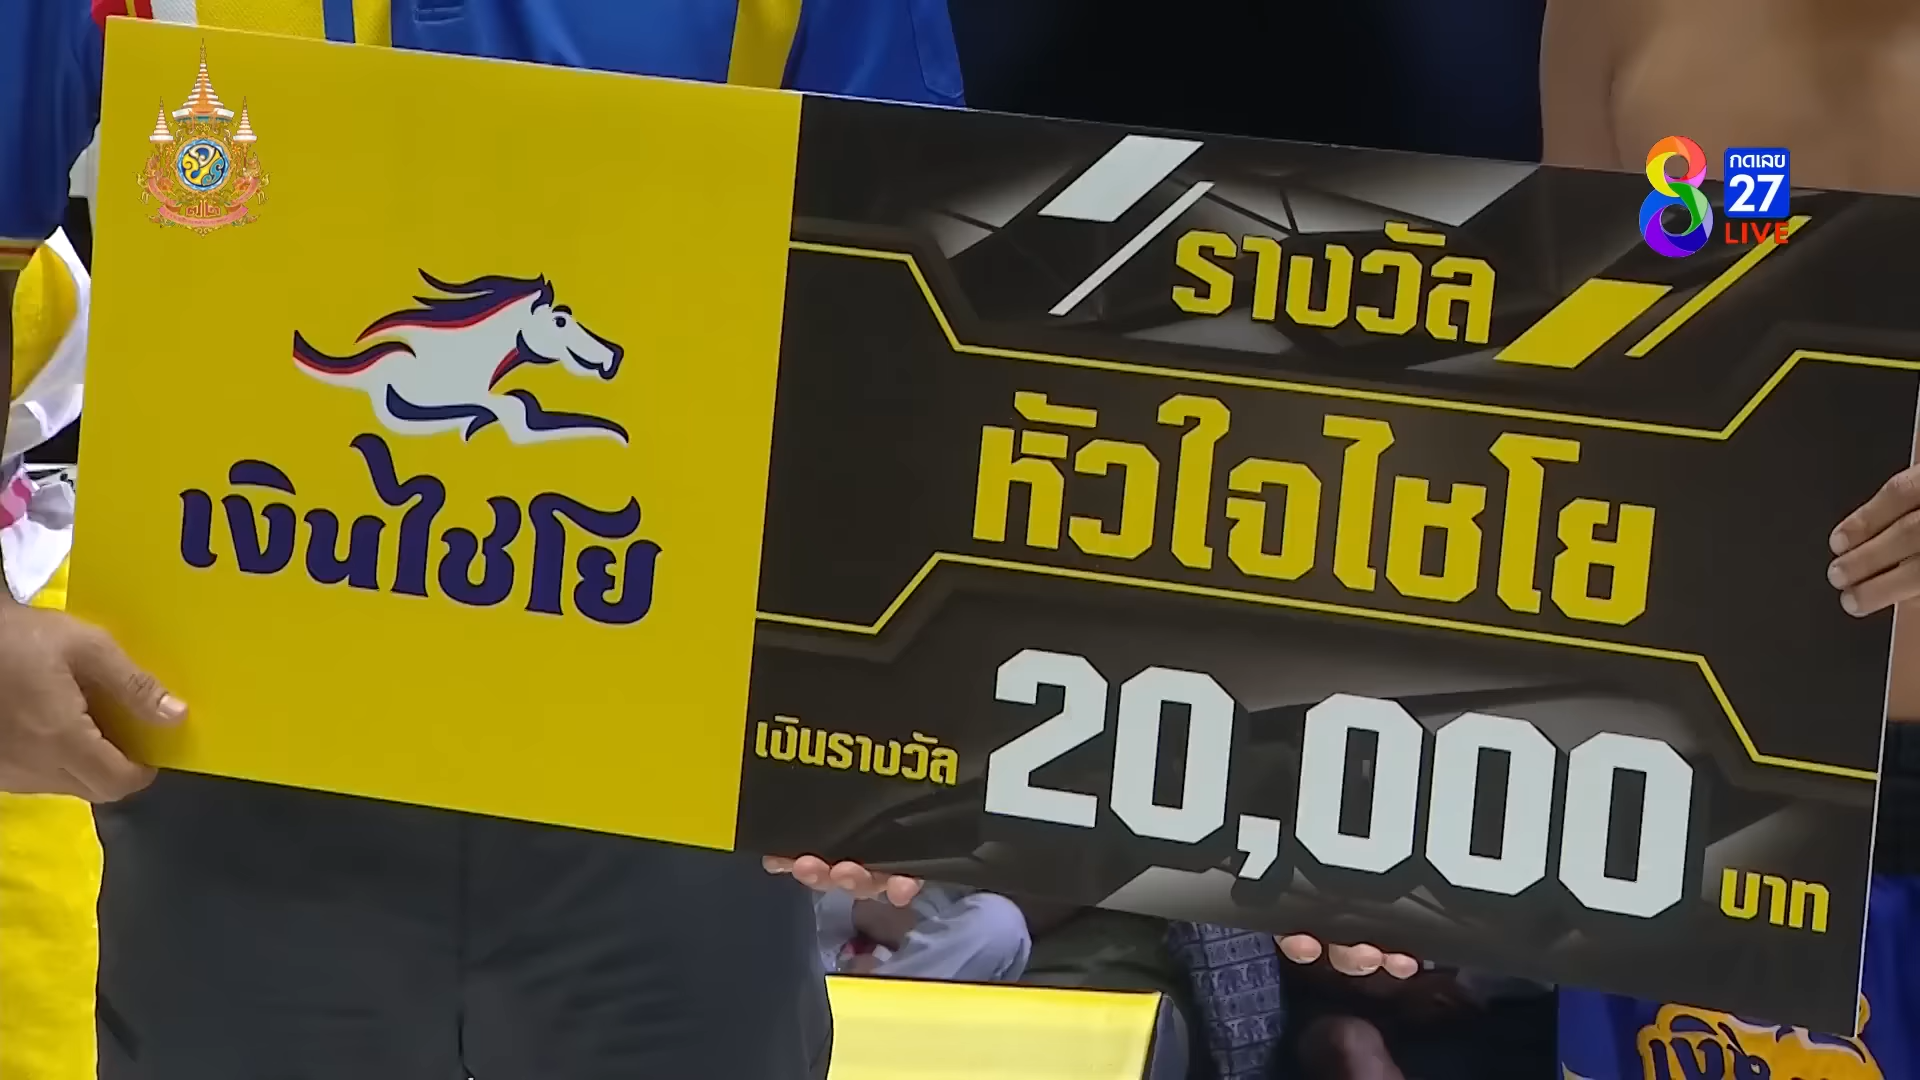 กดเลข
27
LIVE
รางวัล
หัวใจไชโย
เงินไชโย
เงินรางวัล 20,000 บาท